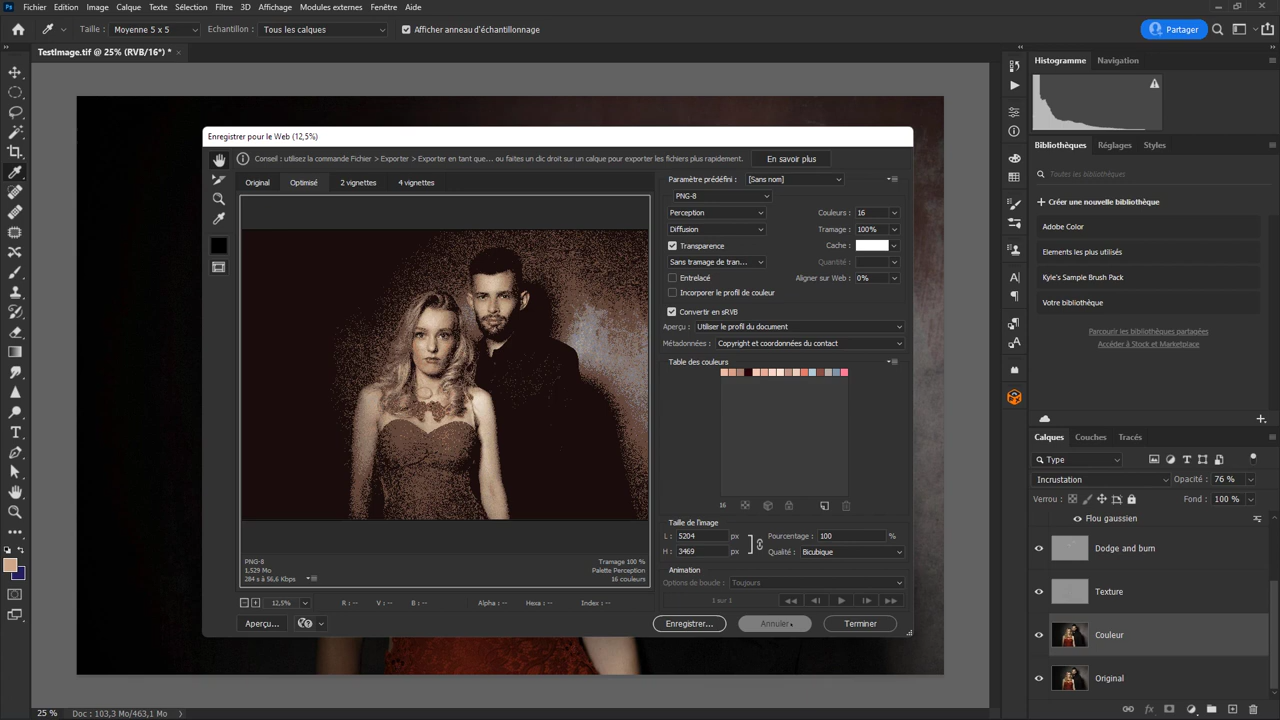 Ps Fichier Edition Image Calque Texte Sélection Filtre 3D Affichage Modules externes Fenêtre Aide
Taille : Moyenne 5 x 5 Echantillon : Tous les calques Afficher anneau d'échantillonnage Partager
TestImage.tif @ 25% (RVB/16*) *
Histogramme Navigation
Bibliothèques Réglages Styles
Toutes les bibliothèques
Créer une nouvelle bibliothèque
Adobe Color
Elements les plus utilisés
Kyle's Sample Brush Pack
Votre bibliothèque
Parcourir les bibliothèques partagées
Accéder à Stock et Marketplace
Calques Couches Tracés
Type
Incrustation Opacité : 76 %
Verrou : Fond : 100 %
Flou gaussien
Dodge and burn
Texture
Couleur
Original
Enregistrer pour le Web (12,5%)
Conseil : utilisez la commande Fichier > Exporter > Exporter en tant que... ou faites un clic droit sur un calque pour exporter les fichiers plus rapidement. En savoir plus
Original Optimisé 2 vignettes 4 vignettes
Paramètre prédéfini : [Sans nom]
PNG-8
Perception Couleurs : 16
Diffusion Tramage : 100%
Transparence Cache :
Sans tramage de tran... Quantité :
Entrelacé Aligner sur Web : 0%
Incorporer le profil de couleur
Convertir en sRVB
Aperçu : Utiliser le profil du document
Métadonnées : Copyright et coordonnées du contact
Table des couleurs
16
Taille de l'image
L : 5204 px Pourcentage : 100 %
H : 3469 px Qualité : Bicubique
Animation
Options de boucle : Toujours
1 sur 1
PNG-8 Tramage 100 %
1,529 Mo Palette Perception
284 s à 56,6 Kbps 16 couleurs
12,5% R : -- V : -- B : -- Alpha : -- Hexa : -- Index : --
Aperçu... Enregistrer... Annuler Terminer
25 % Doc : 103,3 Mo/463,1 Mo